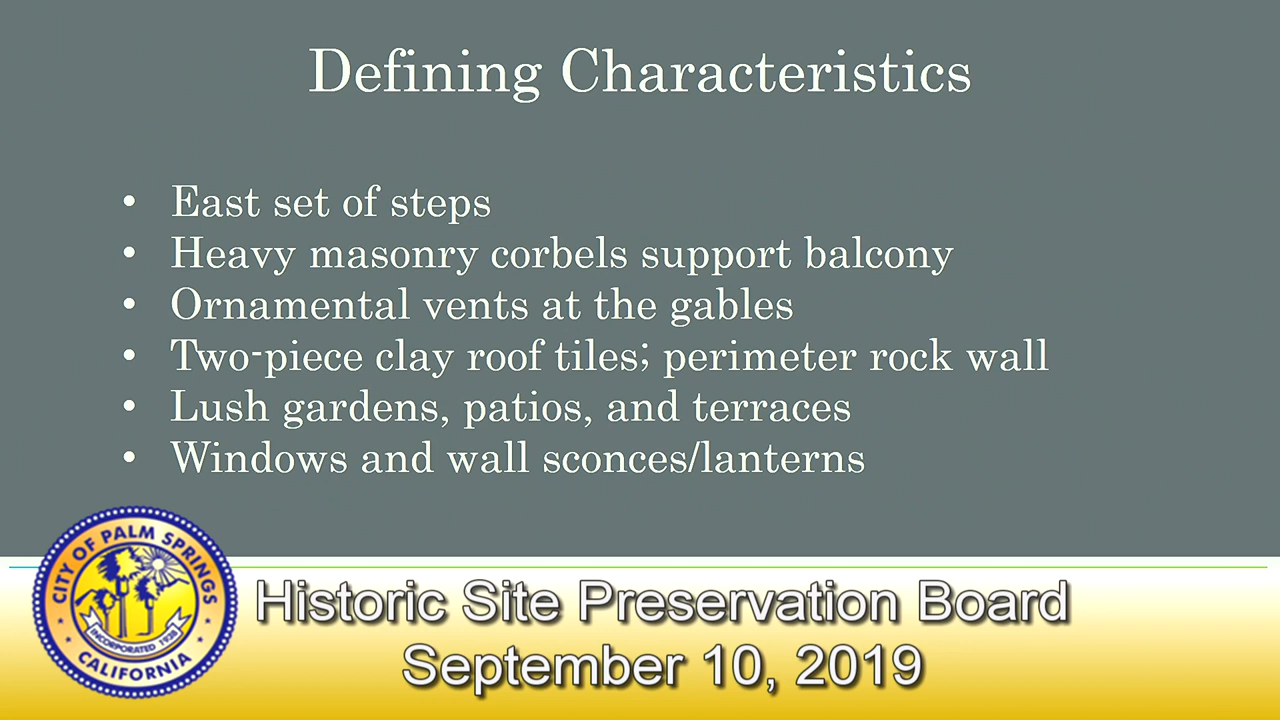 Defining Characteristics
• East set of steps
• Heavy masonry corbels support balcony
• Ornamental vents at the gables
• Two-piece clay roof tiles; perimeter rock wall
• Lush gardens, patios, and terraces
• Windows and wall sconces/lanterns
CITY OF PALM SPRINGS
INCORPORATED 1938
CALIFORNIA
Historic Site Preservation Board
September 10, 2019